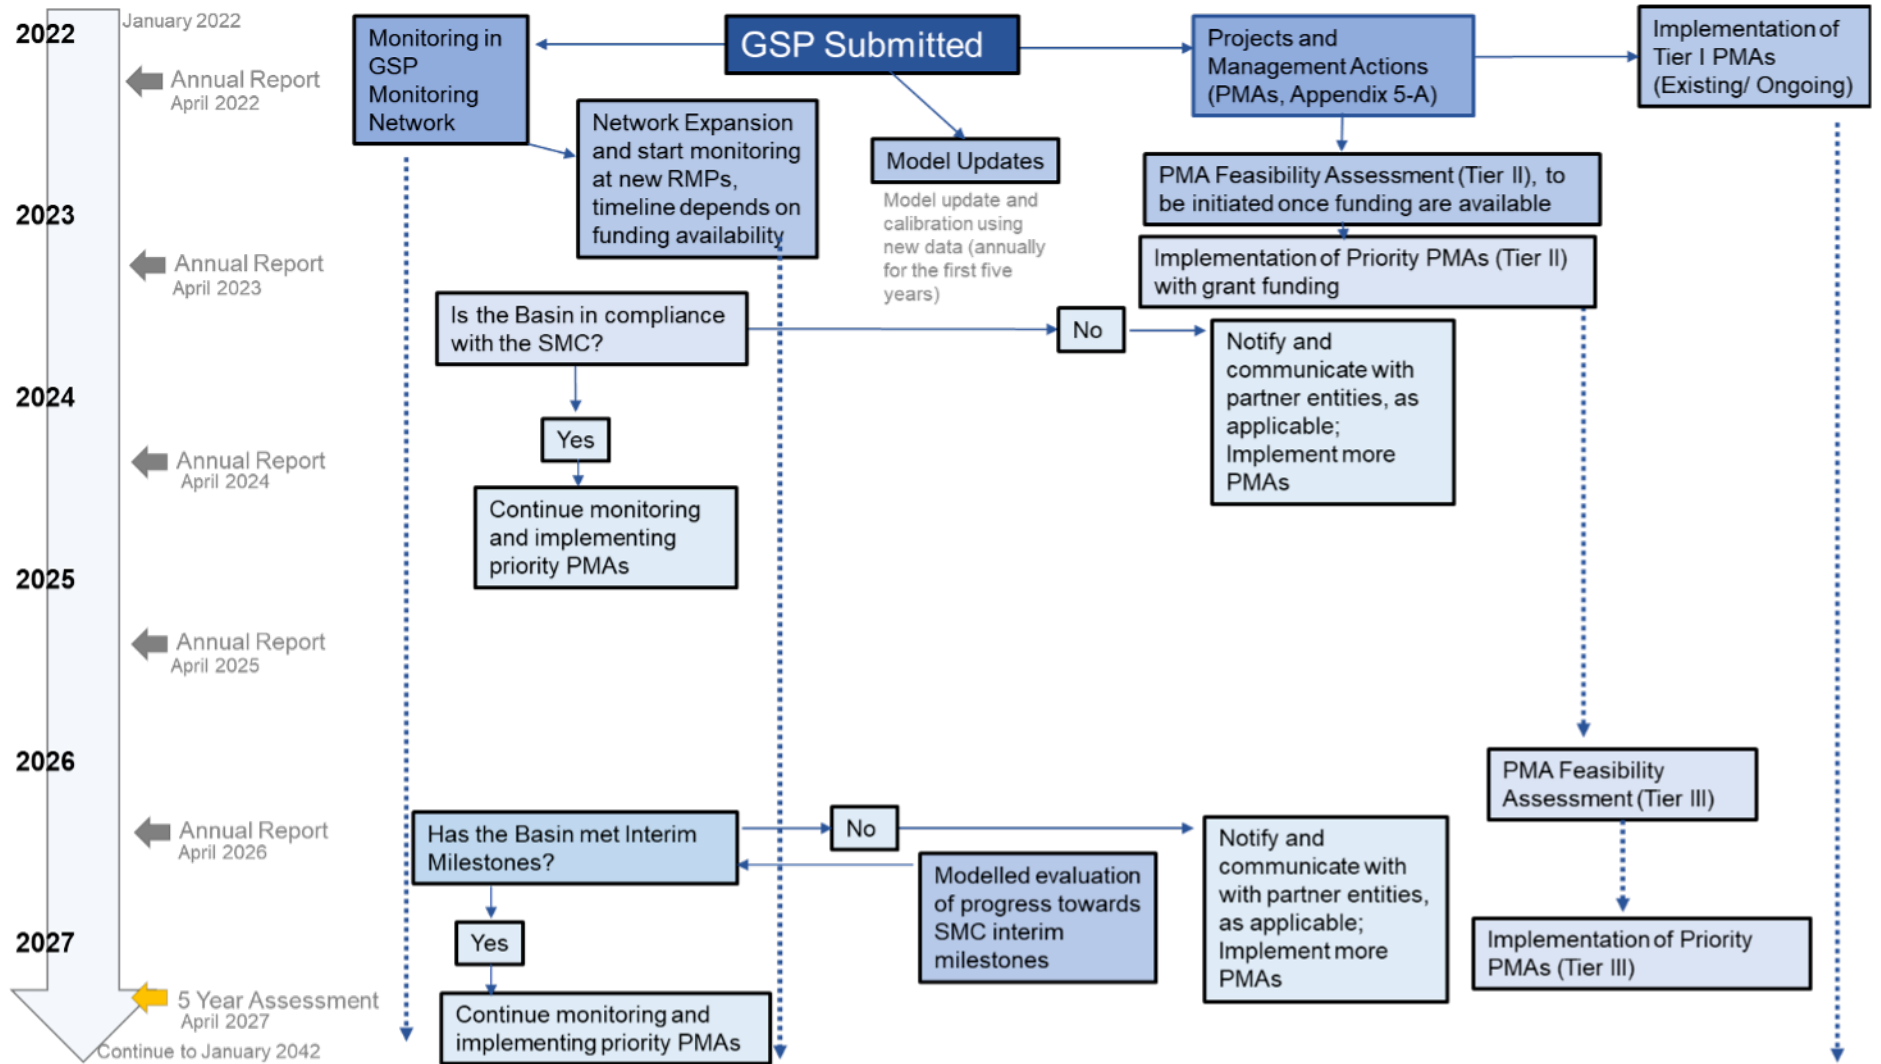 2022
January 2022
Annual Report
April 2022
2023
Annual Report
April 2023
2024
Annual Report
April 2024
2025
Annual Report
April 2025
2026
Annual Report
April 2026
2027
5 Year Assessment
April 2027
Continue to January 2042
GSP Submitted
Monitoring in
GSP
Monitoring
Network
Network Expansion
and start monitoring
at new RMPs,
timeline depends on
funding availability
Model Updates
Model update and
calibration using
new data (annually
for the first five
years)
Projects and
Management Actions
(PMAs, Appendix 5-A)
Implementation of
Tier I PMAs
(Existing/ Ongoing)
PMA Feasibility Assessment (Tier II), to
be initiated once funding are available
Implementation of Priority PMAs (Tier II)
with grant funding
Is the Basin in compliance
with the SMC?
No
Notify and
communicate with
partner entities, as
applicable;
Implement more
PMAs
Yes
Continue monitoring
and implementing
priority PMAs
PMA Feasibility
Assessment (Tier III)
Implementation of Priority
PMAs (Tier III)
Has the Basin met Interim
Milestones?
No
Modelled evaluation
of progress towards
SMC interim
milestones
Notify and
communicate with
with partner entities,
as applicable;
Implement more
PMAs
Yes
Continue monitoring and
implementing priority PMAs